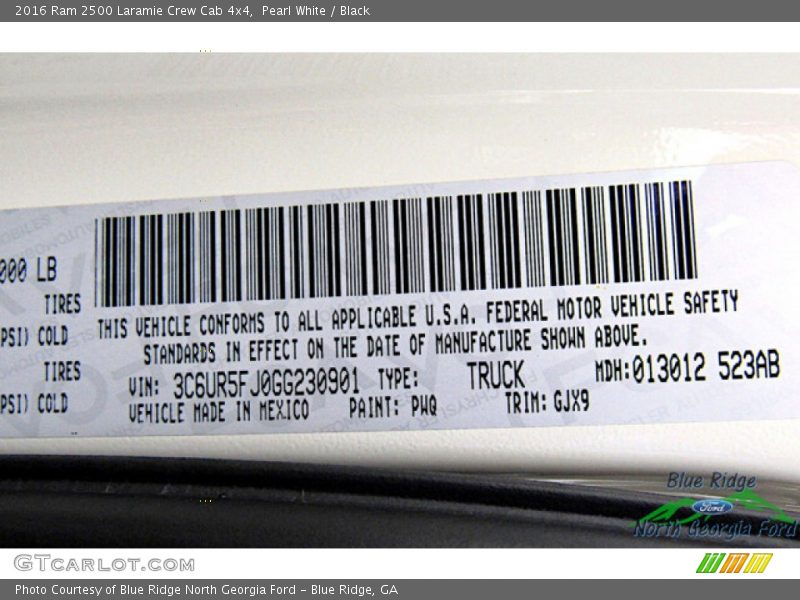 2016 Ram 2500 Laramie Crew Cab 4x4,  Pearl White / Black
000 LB
TIRES
PSI) COLD
TIRES
PSI) COLD
THIS VEHICLE CONFORMS TO ALL APPLICABLE U.S.A. FEDERAL MOTOR VEHICLE SAFETY
STANDARDS IN EFFECT ON THE DATE OF MANUFACTURE SHOWN ABOVE.
VIN: 3C6UR5FJ0GG230901 TYPE: TRUCK MDH:013012 523AB
VEHICLE MADE IN MEXICO PAINT: PWQ TRIM: GJX9
Blue Ridge
Ford
North Georgia Ford
GTCARLOT.COM
Photo Courtesy of Blue Ridge North Georgia Ford – Blue Ridge, GA